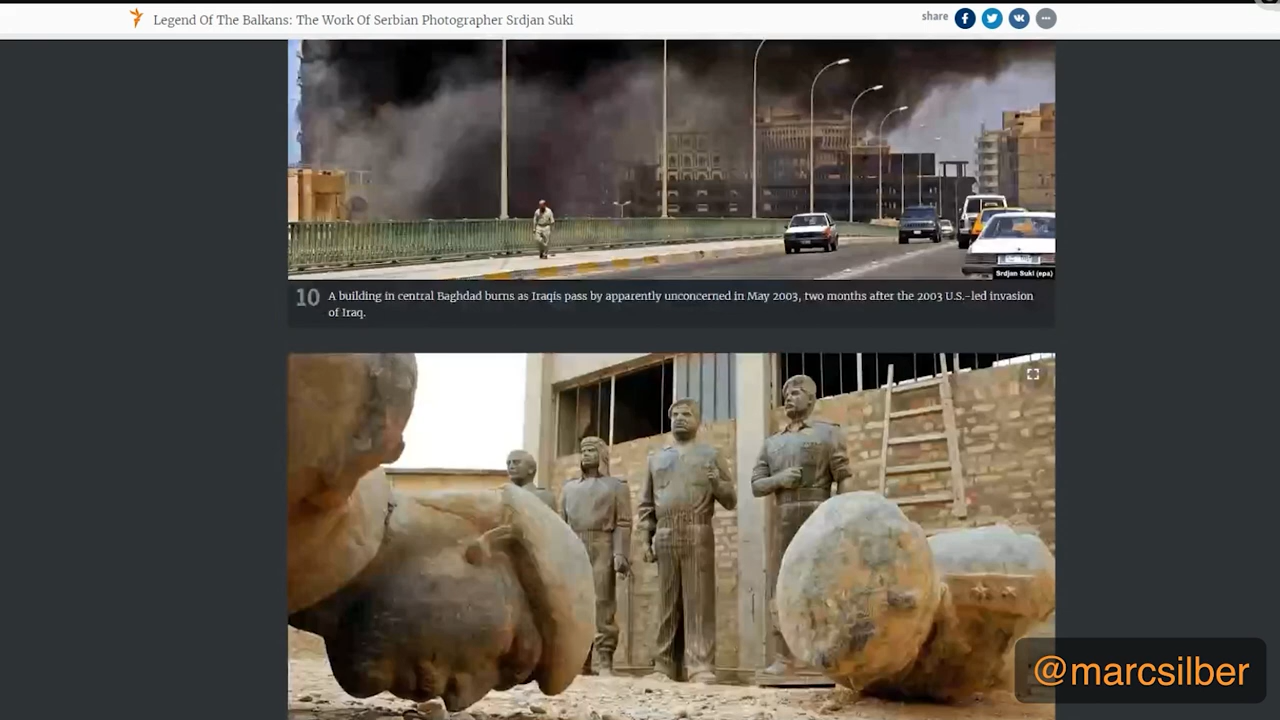 Legend Of The Balkans: The Work Of Serbian Photographer Srdjan Suki
share
Srdjan Suki (epa)
10 A building in central Baghdad burns as Iraqis pass by apparently unconcerned in May 2003, two months after the 2003 U.S.-led invasion
of Iraq.
@marcsilber